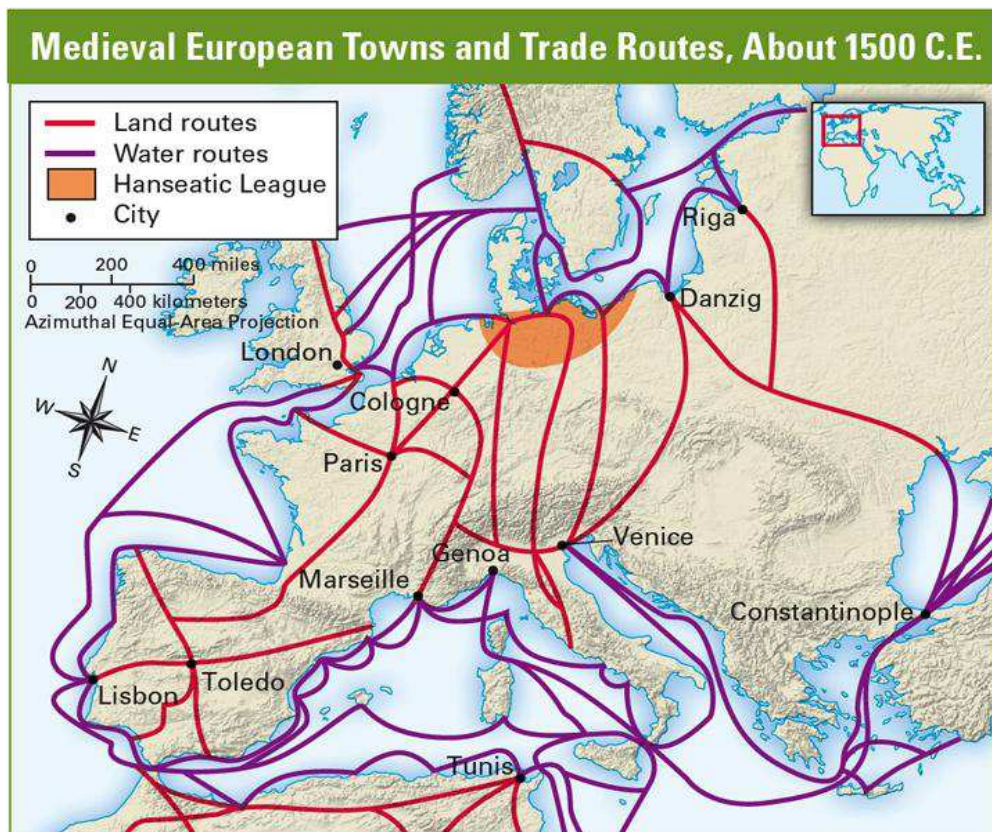 Medieval European Towns and Trade Routes, About 1500 C.E.
Land routes
Water routes
Hanseatic League
City
0 200 400 miles
0 200 400 kilometers
Azimuthal Equal-Area Projection
N
W
E
S
Riga
Danzig
London
Cologne
Paris
Venice
Genoa
Marseille
Constantinople
Lisbon
Toledo
Tunis